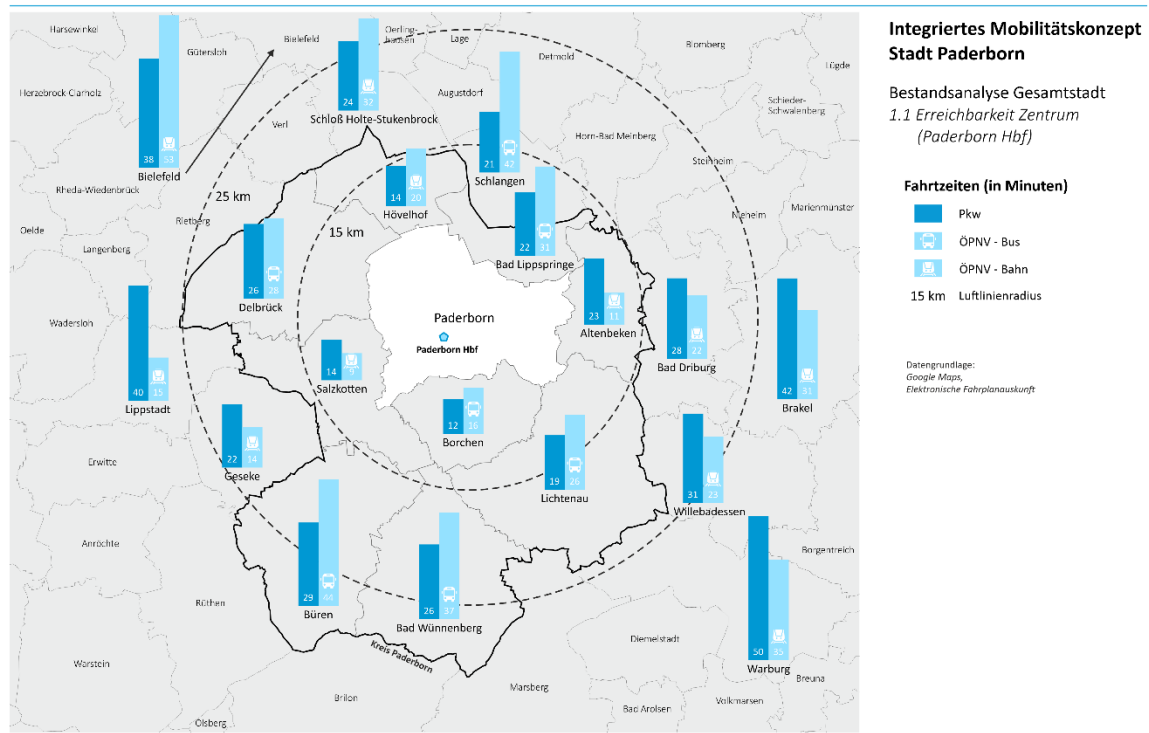 Integriertes Mobilitätskonzept
Stadt Paderborn
Bestandsanalyse Gesamtstadt
1.1 Erreichbarkeit Zentrum
(Paderborn Hbf)
Fahrtzeiten (in Minuten)
Pkw
ÖPNV - Bus
ÖPNV - Bahn
15 km Luftlinienradius
Datengrundlage:
Google Maps,
Elektronische Fahrplanauskunft
Harsewinkel
Gütersloh
Bielefeld
Oerling-
hausen
Lage
Detmold
Blomberg
Lügde
Herzebrock-Clarholz
Verl
Augustdorf
Horn-Bad Meinberg
Schieder-
Schwalenberg
Steinheim
38 53
Bielefeld
24 32
Schloß Holte-Stukenbrock
21 42
Schlangen
Rheda-Wiedenbrück
25 km
14 20
Hövelhof
Nieheim
Marienmünster
Oelde
Rietberg
Langenberg
15 km
22 31
Bad Lippspringe
26 28
Delbrück
23 11
Altenbeken
Wadersloh
Paderborn
Paderborn Hbf
28 22
Bad Driburg
14 9
Salzkotten
40 15
Lippstadt
42 31
Brakel
12 16
Borchen
22 14
Geseke
19 26
Lichtenau
31 23
Willebadessen
Erwitte
Anröchte
Borgentreich
Rüthen
29 44
Büren
26 37
Bad Wünnenberg
Kreis Paderborn
Diemelstadt
50 35
Warburg
Warstein
Brilon
Marsberg
Breuna
Bad Arolsen
Volkmarsen
Olsberg